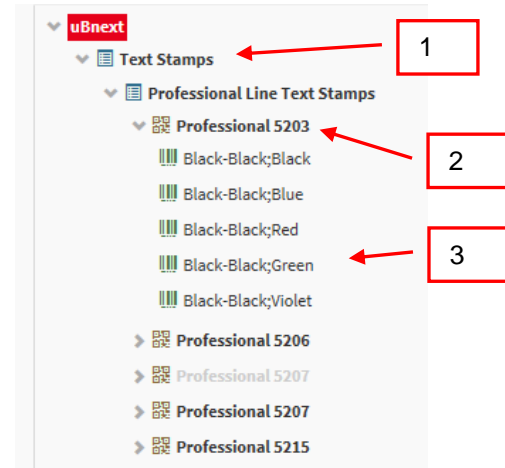 uBnext
Text Stamps
1
Professional Line Text Stamps
Professional 5203
2
Black-Black;Black
Black-Black;Blue
Black-Black;Red
3
Black-Black;Green
Black-Black;Violet
Professional 5206
Professional 5207
Professional 5207
Professional 5215